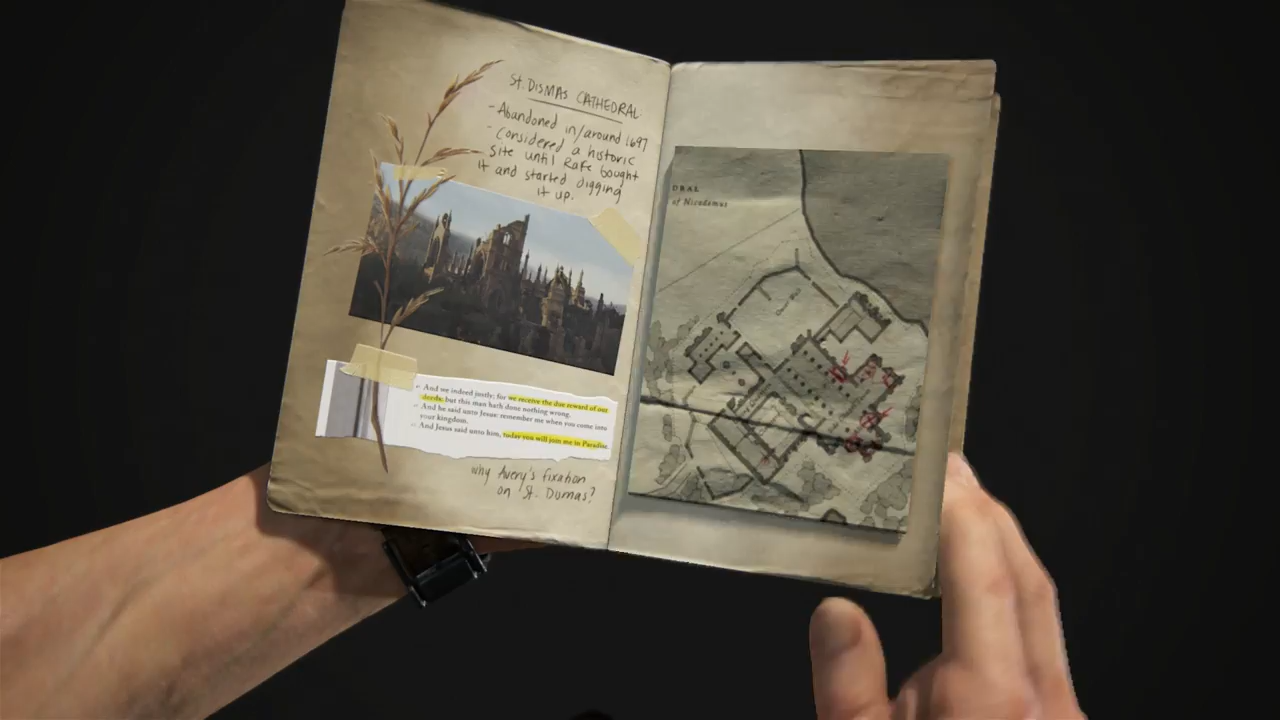 St. DISMAS CATHEDRAL
- Abandoned in/around 1697
- Considered a historic
site until Rafe bought
it and started digging
it up.
And we indeed justly; for we receive the due reward of our
deeds: but this man hath done nothing wrong.
And he said unto Jesus: remember me when you come into
your kingdom.
And Jesus said unto him, today you will join me in Paradise
why Avery's fixation
on St. Dumas?
DRAL
of Nicodemus